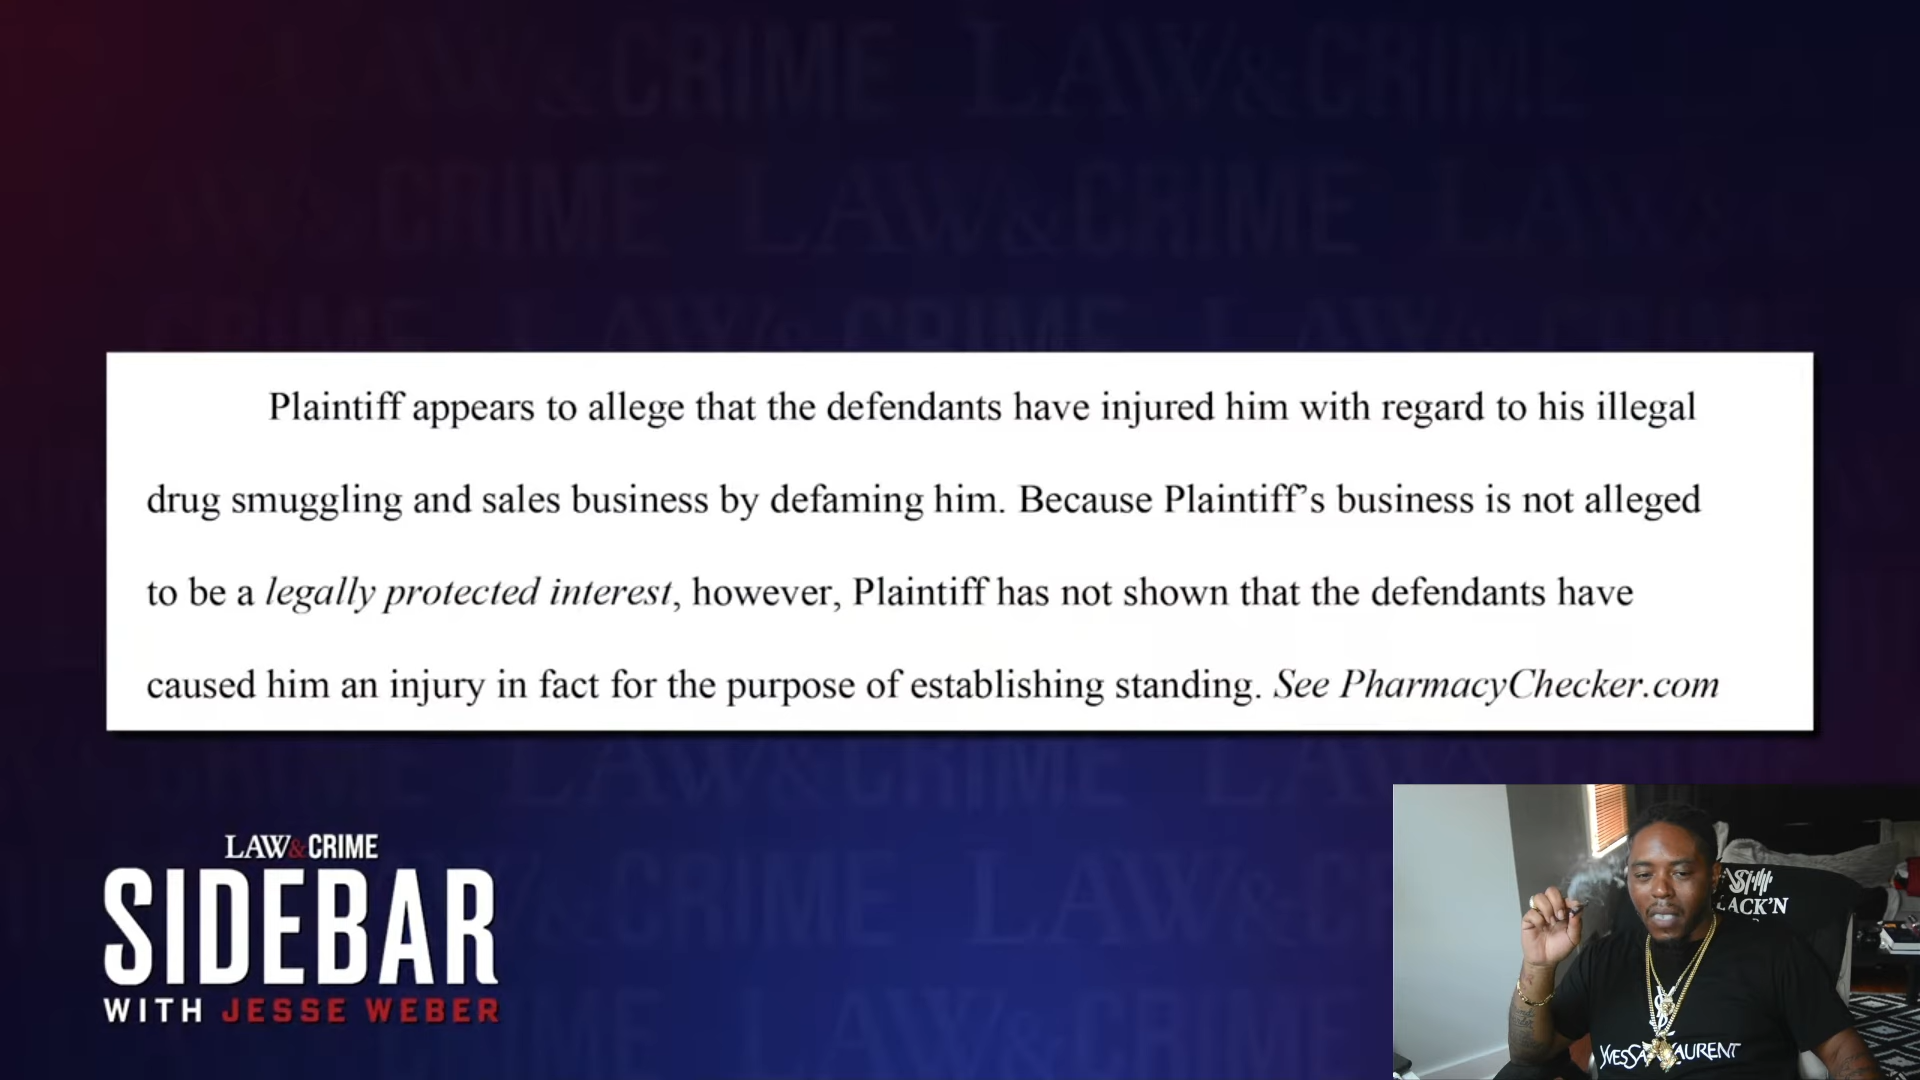 Plaintiff appears to allege that the defendants have injured him with regard to his illegal
drug smuggling and sales business by defaming him. Because Plaintiff’s business is not alleged
to be a legally protected interest, however, Plaintiff has not shown that the defendants have
caused him an injury in fact for the purpose of establishing standing. See PharmacyChecker.com
LAW&CRIME
SIDEBAR
WITH JESSE WEBER
LACK'N